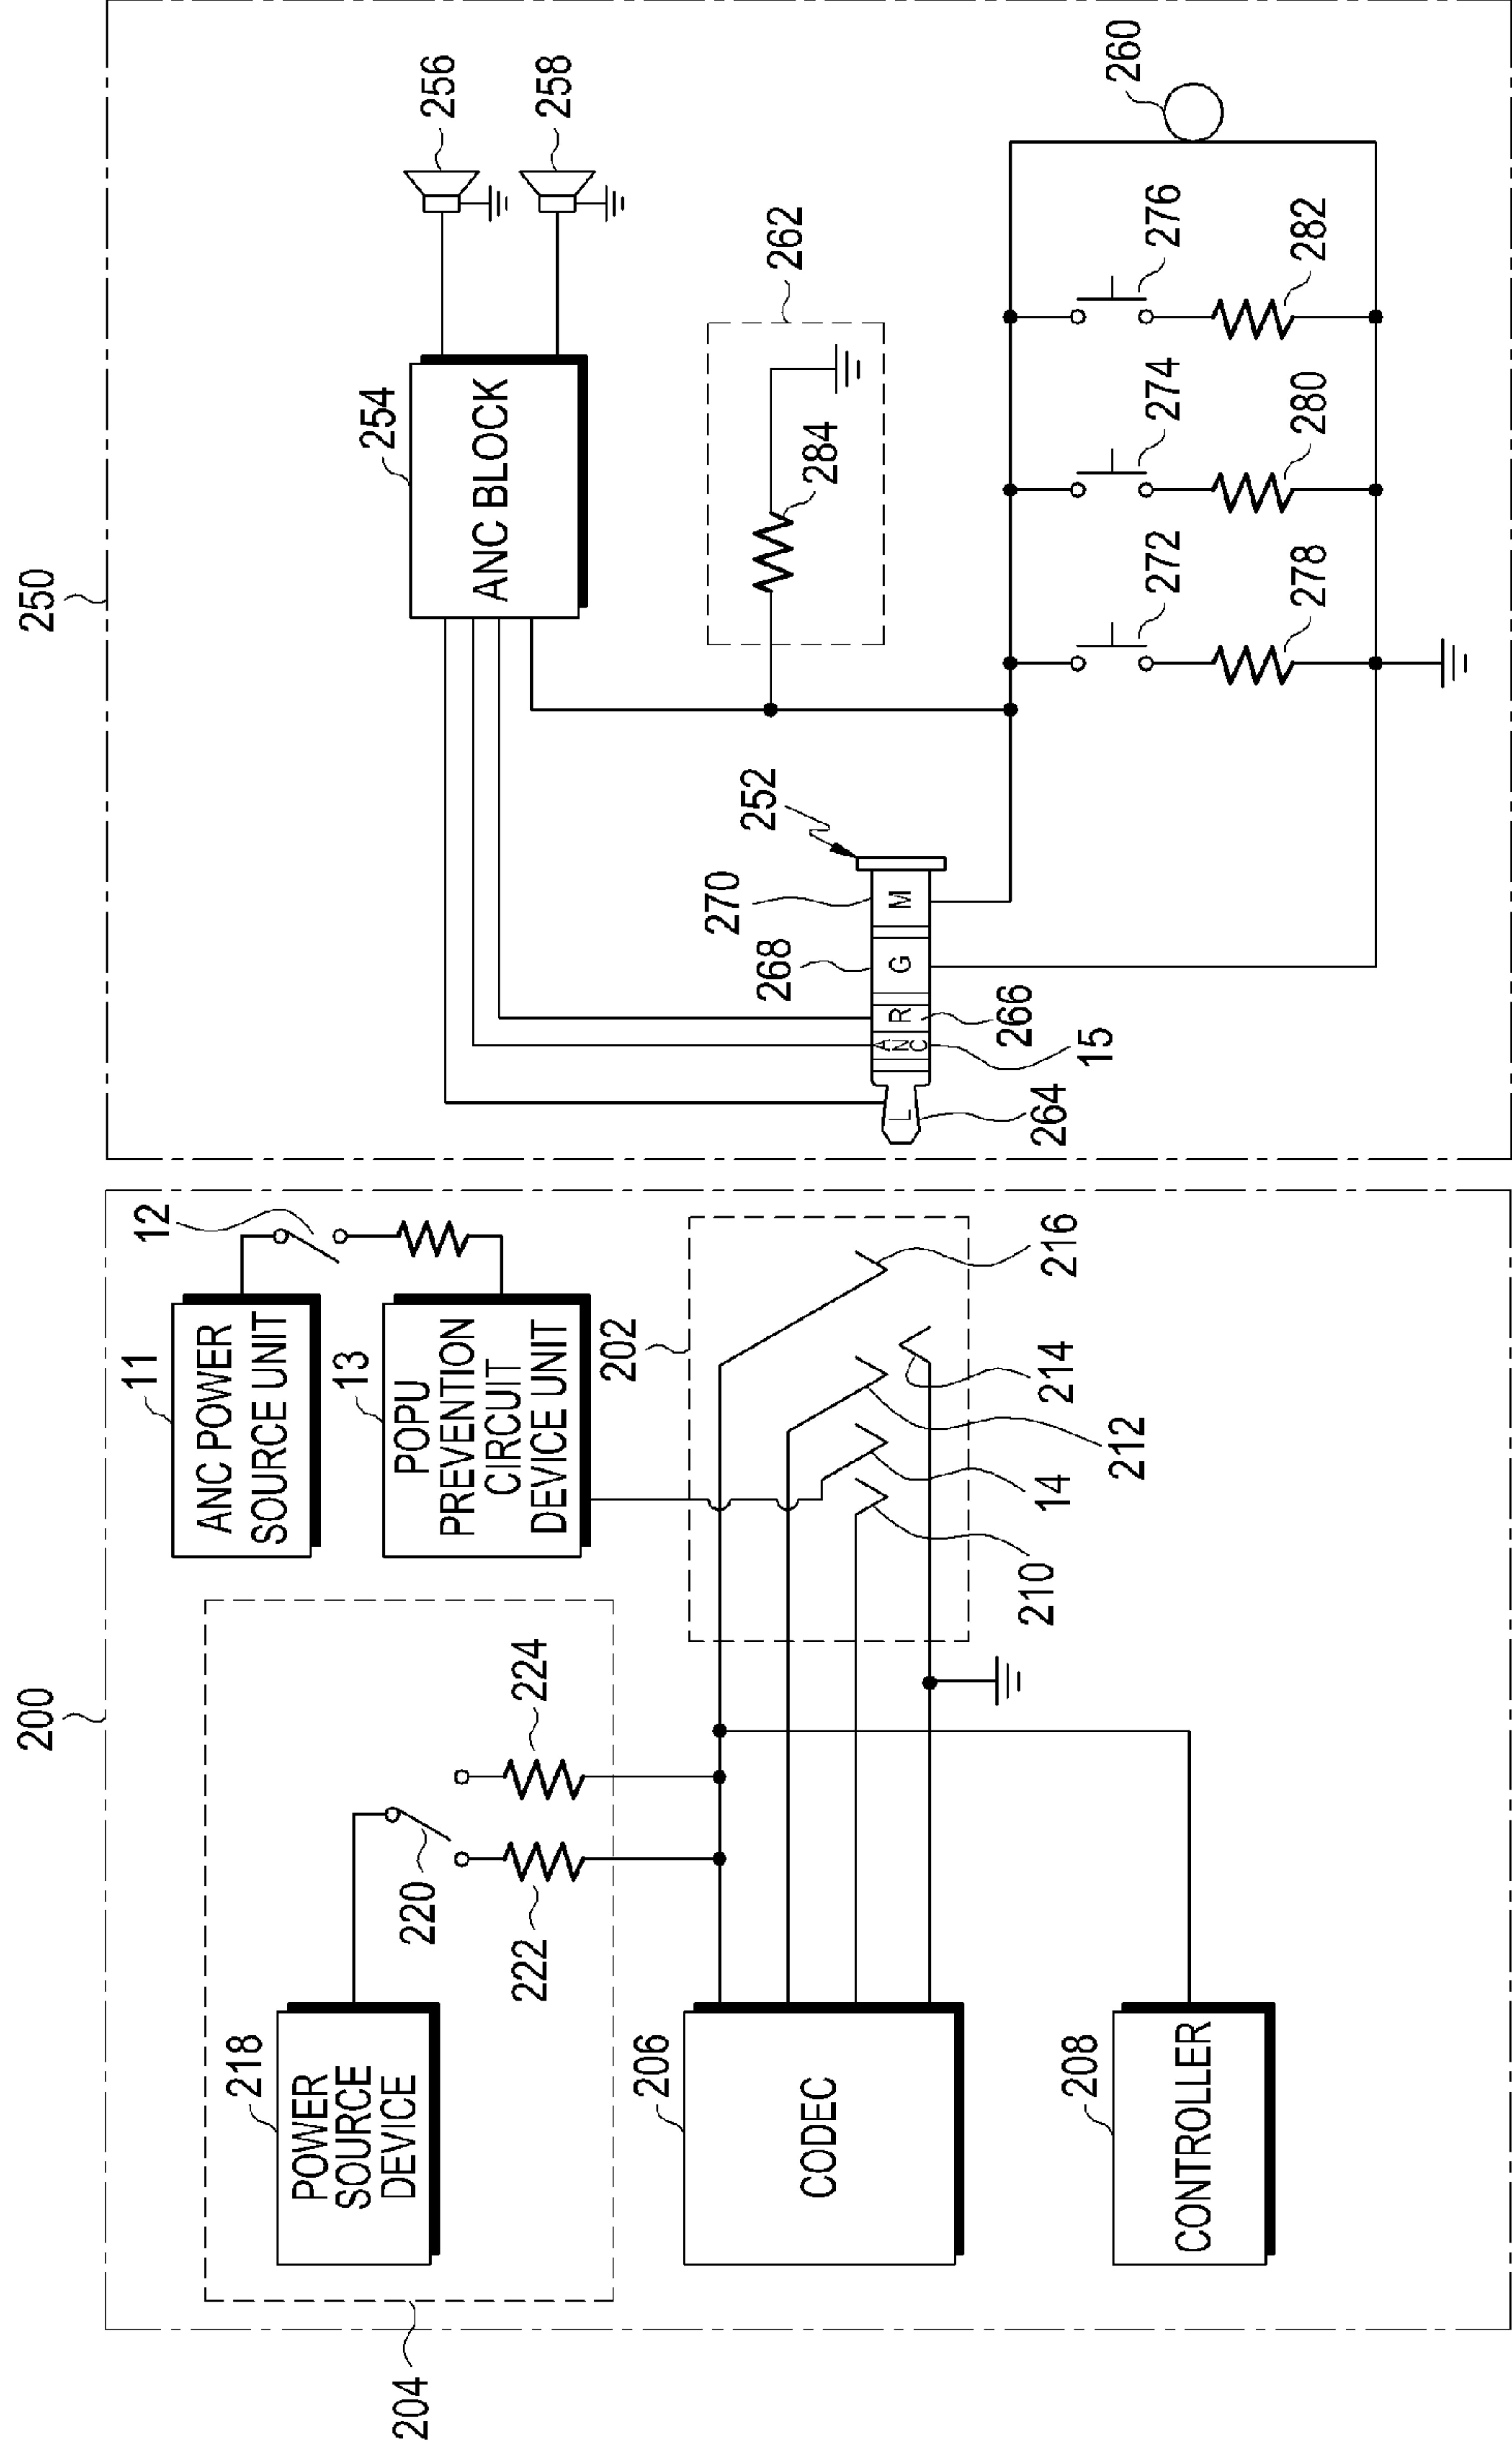 200
204
218
POWER
SOURCE
DEVICE
220
222
224
206
CODEC
208
CONTROLLER
11
ANC POWER
SOURCE UNIT
12
13
POPU
PREVENTION
CIRCUIT
DEVICE UNIT
202
210
14
212
214
216
250
254
ANC BLOCK
256
258
262
284
252
270
268
L
ANC
R
G
M
264
15
266
272
274
276
278
280
282
260